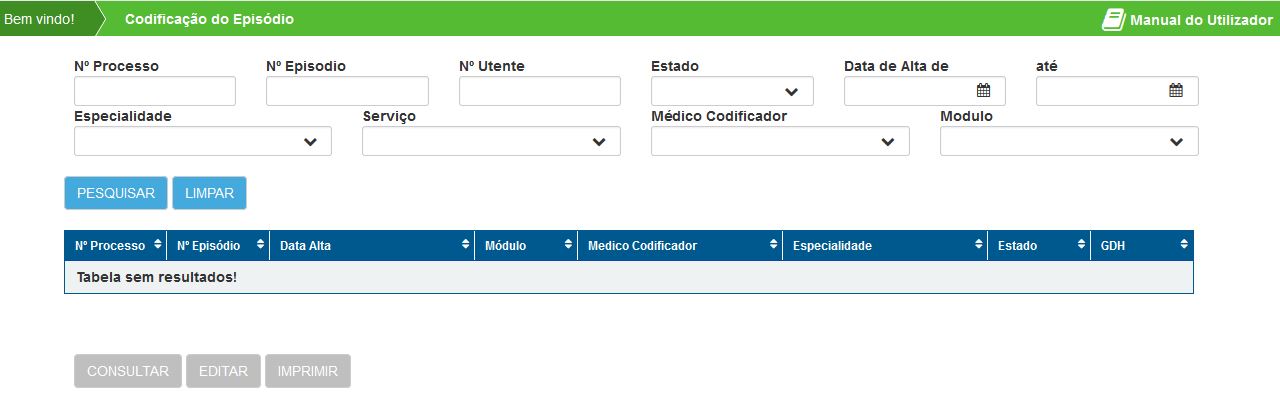 Bem vindo! Codificação do Episódio Manual do Utilizador
Nº Processo Nº Episodio Nº Utente Estado Data de Alta de até
Especialidade Serviço Médico Codificador Modulo
PESQUISAR LIMPAR
Nº Processo Nº Episódio Data Alta Módulo Medico Codificador Especialidade Estado GDH
Tabela sem resultados!
CONSULTAR EDITAR IMPRIMIR